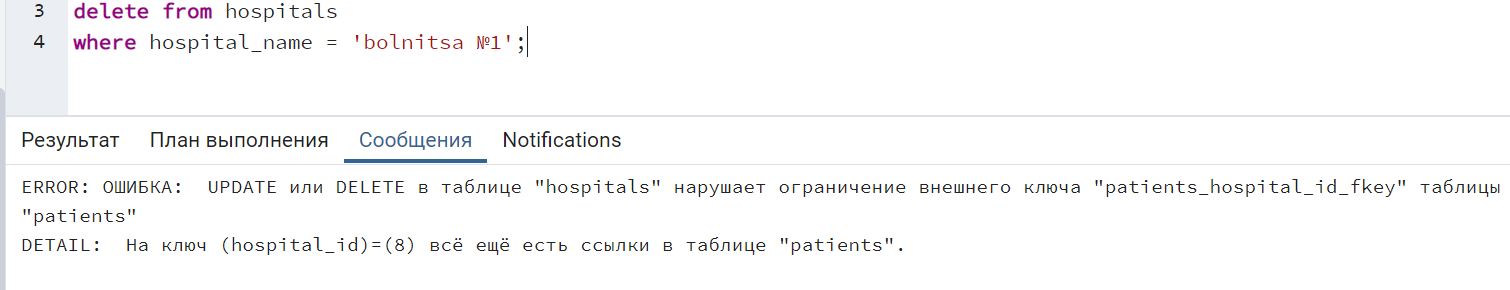 3 delete from hospitals
4 where hospital_name = 'bolnitsa №1';
Результат План выполнения Сообщения Notifications
ERROR: ОШИБКА:  UPDATE или DELETE в таблице "hospitals" нарушает ограничение внешнего ключа "patients_hospital_id_fkey" таблицы
"patients"
DETAIL:  На ключ (hospital_id)=(8) всё ещё есть ссылки в таблице "patients".